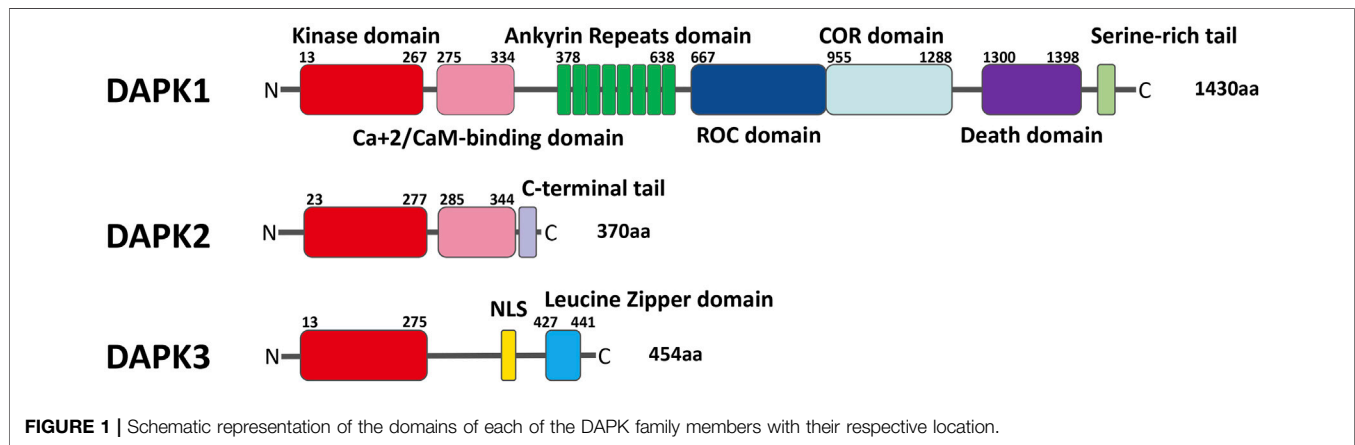 Kinase domain Ankyrin Repeats domain COR domain Serine-rich tail
13 267 275 334 378 638 667 955 1288 1300 1398
DAPK1 N C 1430aa
Ca+2/CaM-binding domain ROC domain Death domain
C-terminal tail
23 277 285 344
DAPK2 N C 370aa
Leucine Zipper domain
NLS
13 275 427 441
DAPK3 N C 454aa
FIGURE 1 | Schematic representation of the domains of each of the DAPK family members with their respective location.